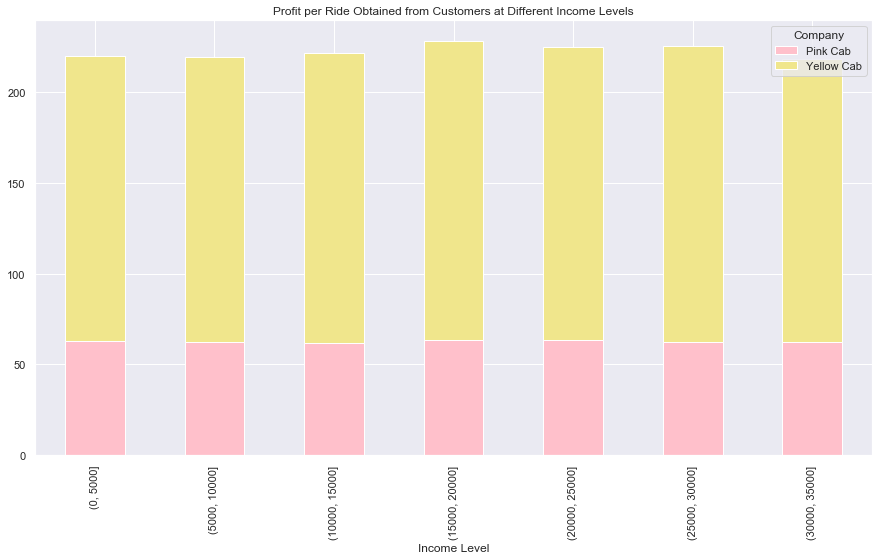 Profit per Ride Obtained from Customers at Different Income Levels
Company
Pink Cab
Yellow Cab
200
150
100
50
0
(0, 5000]
(5000, 10000]
(10000, 15000]
(15000, 20000]
(20000, 25000]
(25000, 30000]
(30000, 35000]
Income Level